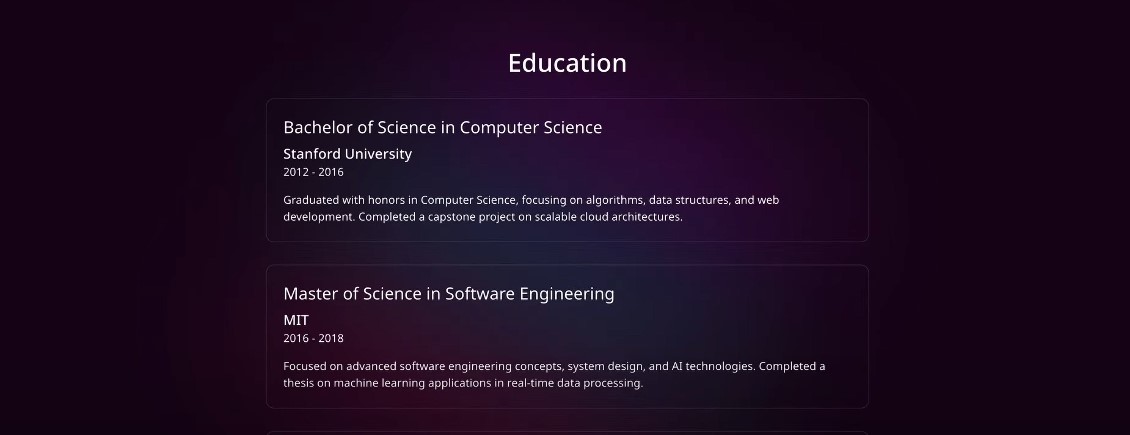 Education
Bachelor of Science in Computer Science
Stanford University
2012 - 2016
Graduated with honors in Computer Science, focusing on algorithms, data structures, and web
development. Completed a capstone project on scalable cloud architectures.
Master of Science in Software Engineering
MIT
2016 - 2018
Focused on advanced software engineering concepts, system design, and AI technologies. Completed a
thesis on machine learning applications in real-time data processing.